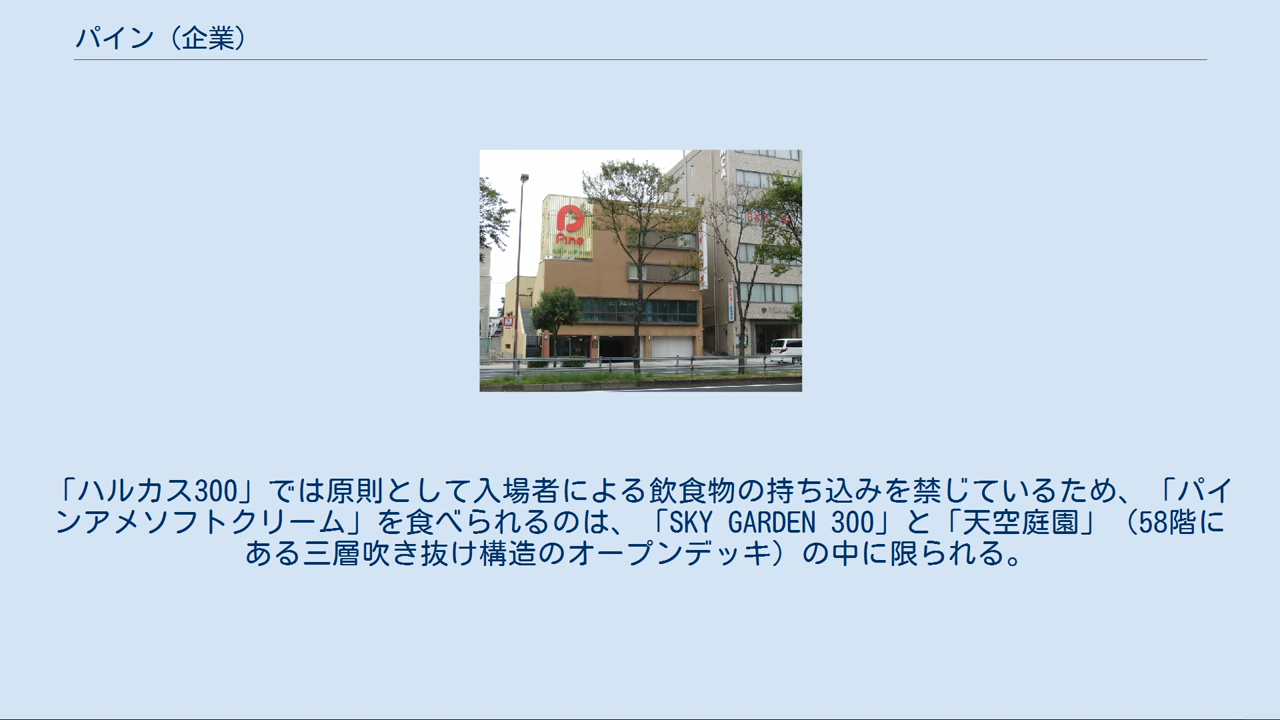 パイン（企業）
Pine
「ハルカス300」では原則として入場者による飲食物の持ち込みを禁じているため、「パイ
ンアメソフトクリーム」を食べられるのは、「SKY GARDEN 300」と「天空庭園」（58階に
ある三層吹き抜け構造のオープンデッキ）の中に限られる。